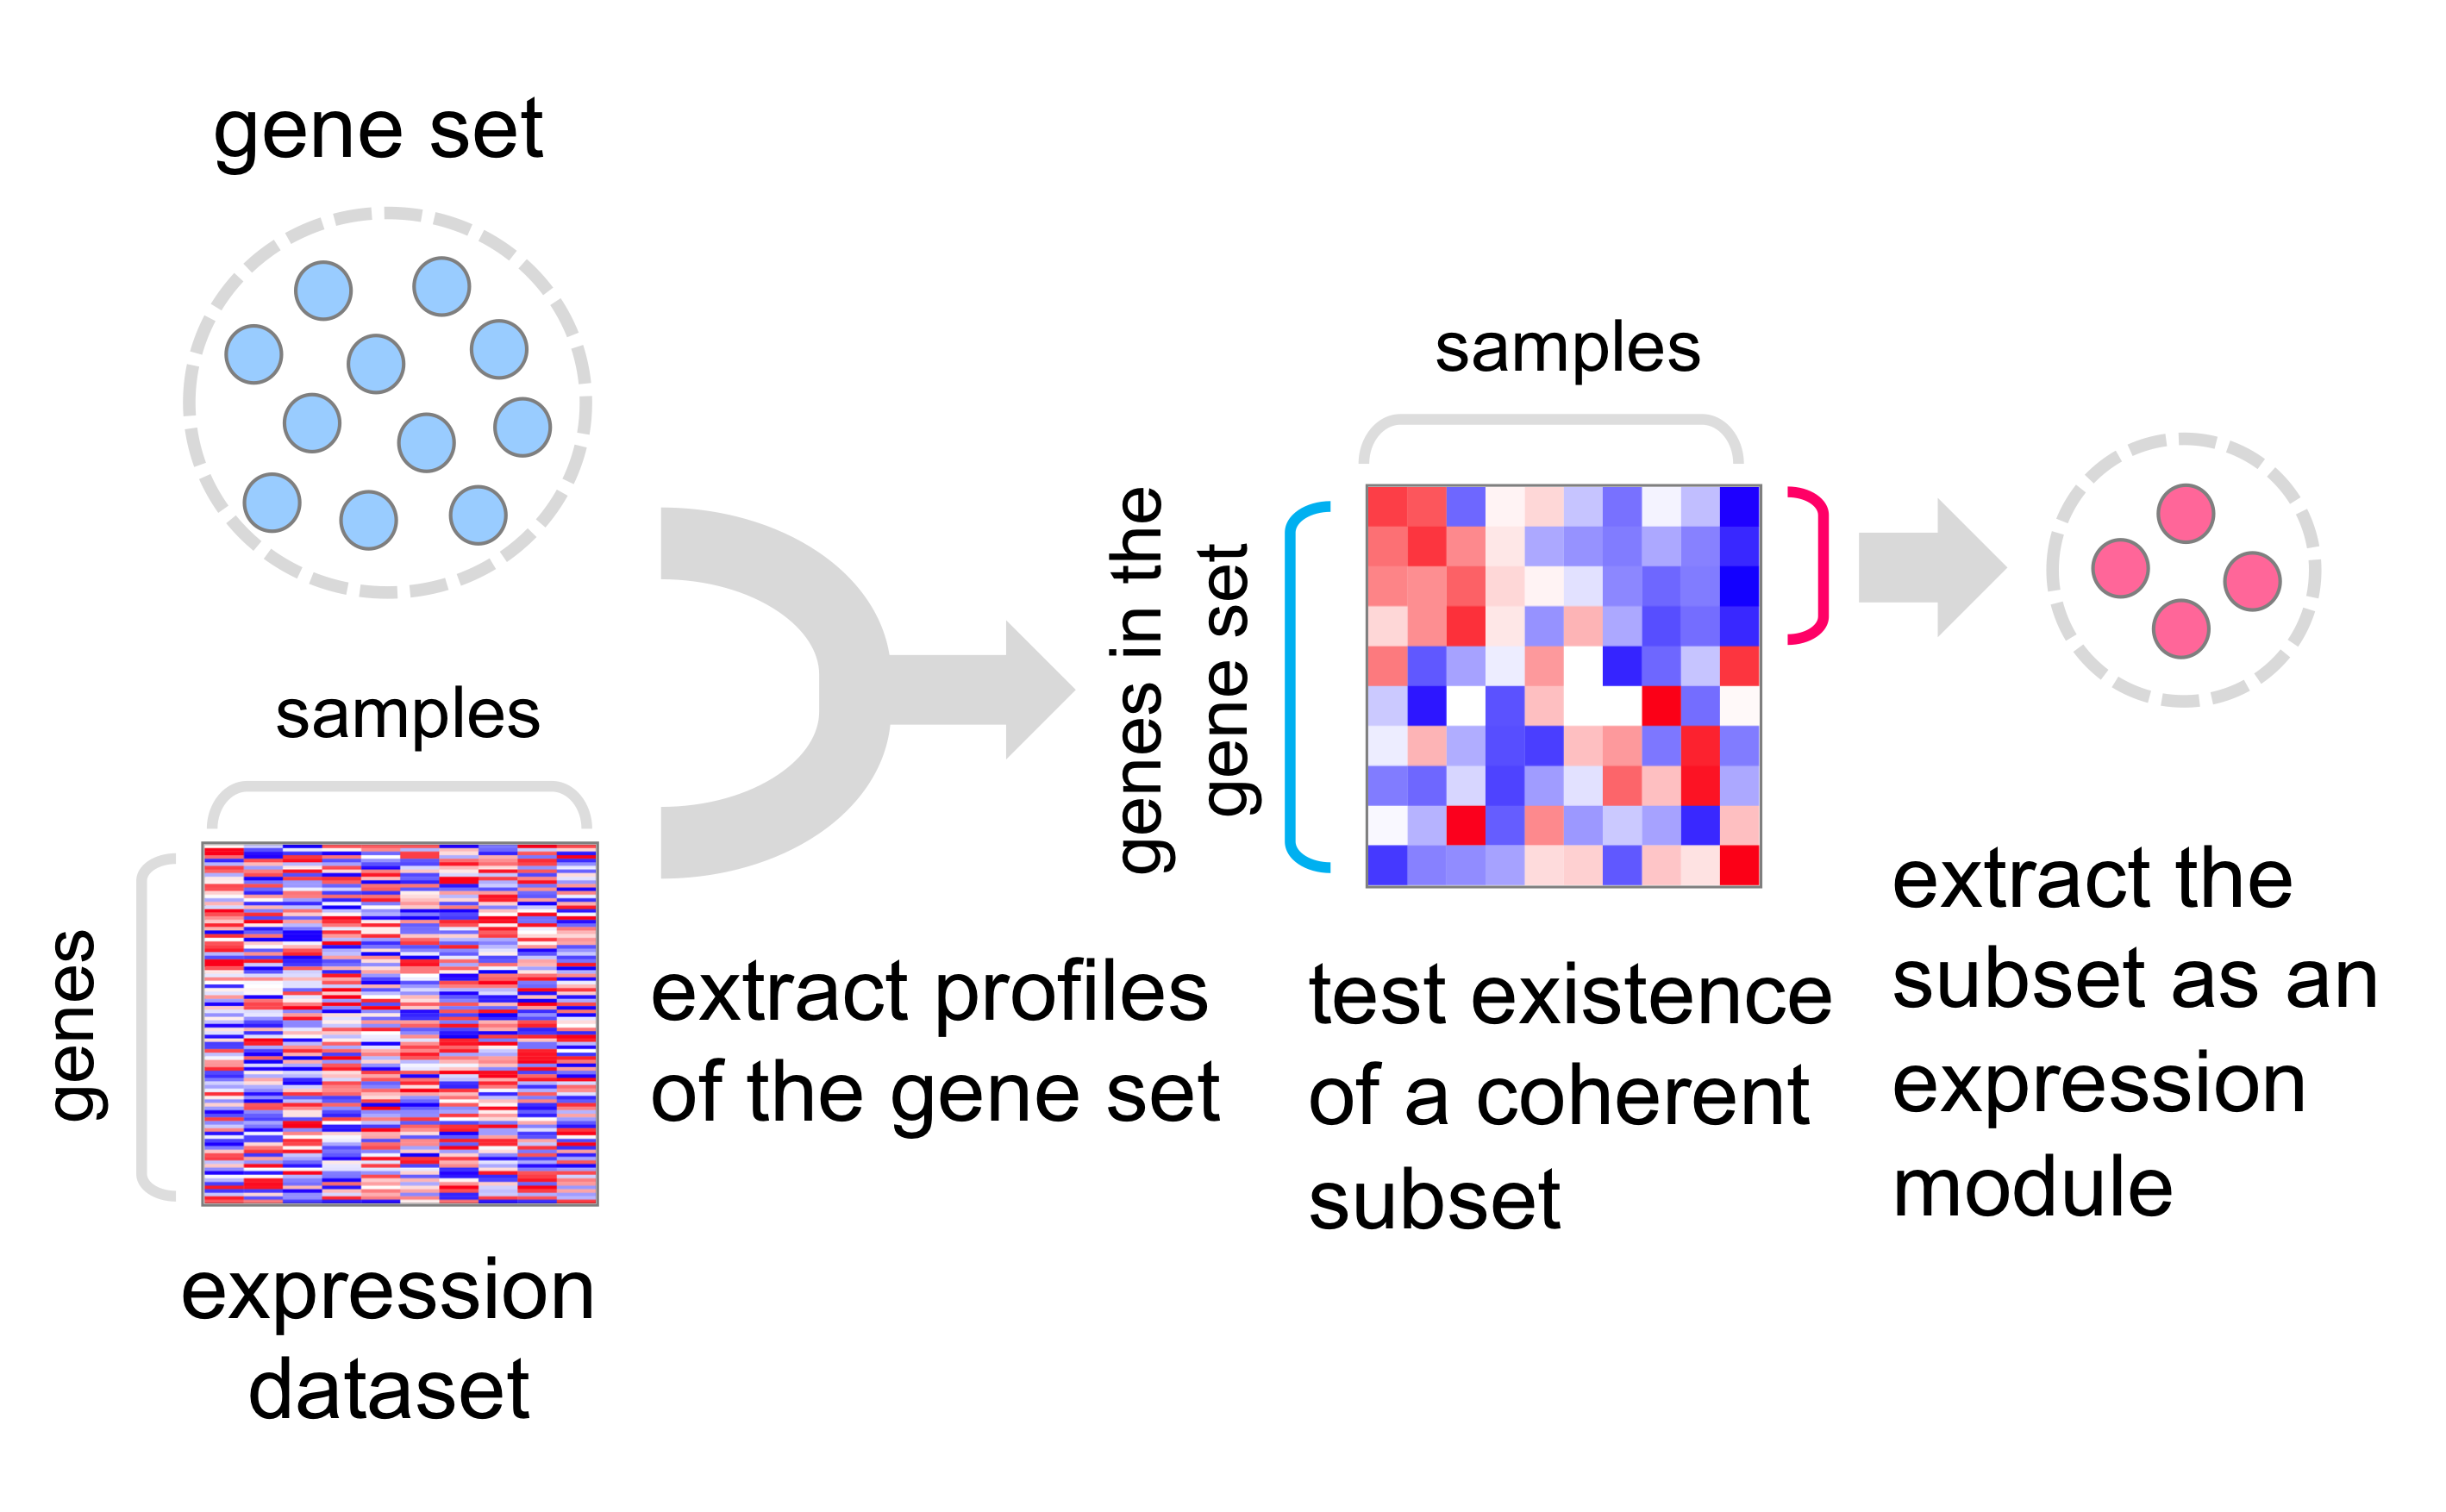 gene set
samples
genes
expression
dataset
extract profiles
of the gene set
samples
genes in the
gene set
test existence
of a coherent
subset
extract the
subset as an
expression
module